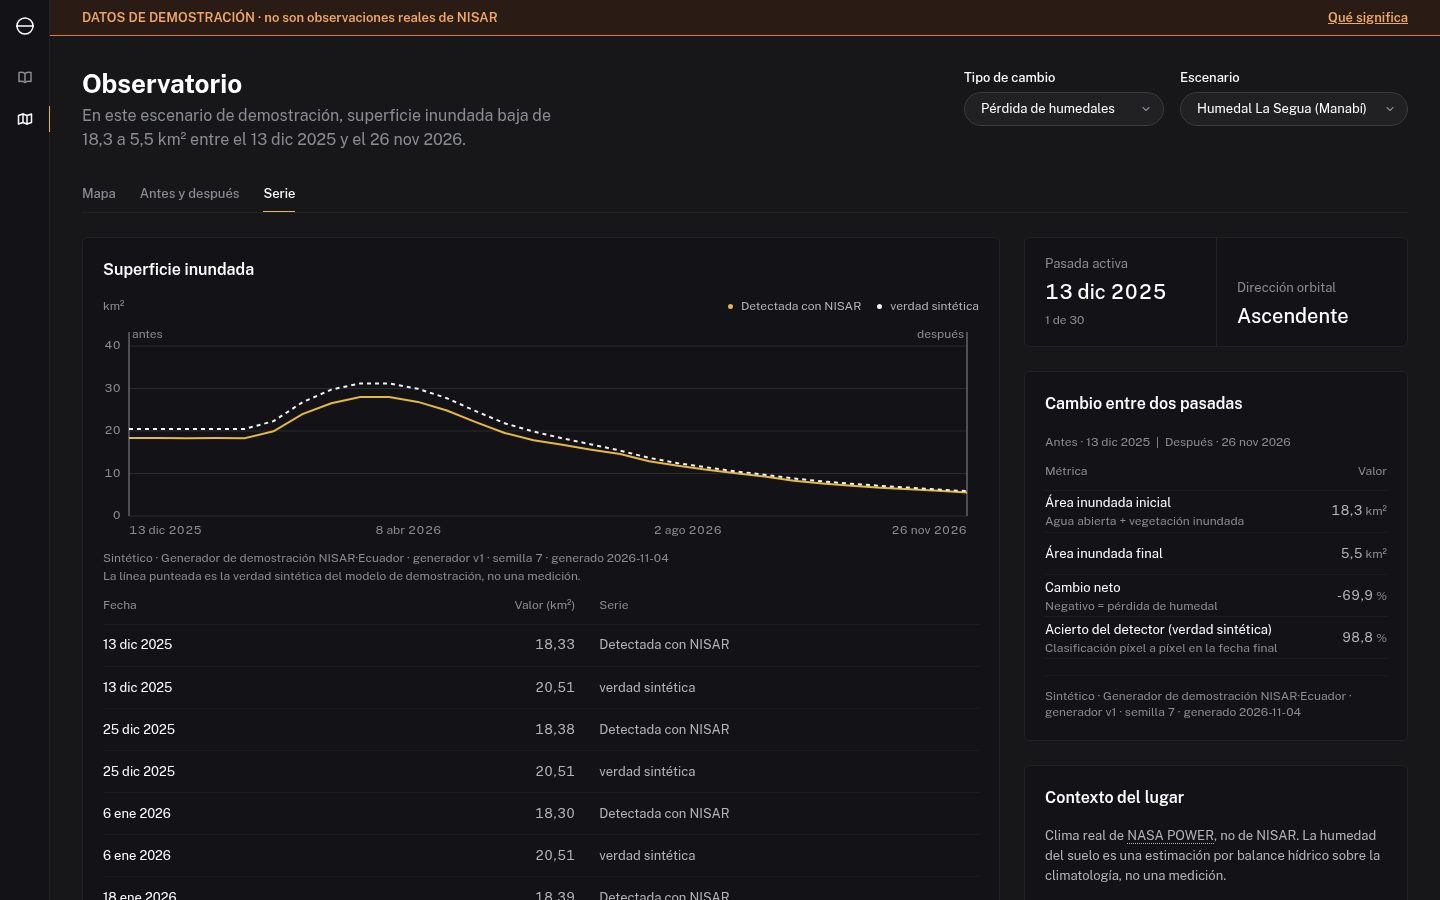 DATOS DE DEMOSTRACIÓN · no son observaciones reales de NISAR
Qué significa
Observatorio
En este escenario de demostración, superficie inundada baja de
18,3 a 5,5 km² entre el 13 dic 2025 y el 26 nov 2026.
Tipo de cambio
Pérdida de humedales
Escenario
Humedal La Segua (Manabí)
Mapa
Antes y después
Serie
Superficie inundada
km²
Detectada con NISAR
verdad sintética
antes
después
40
30
20
10
0
13 dic 2025
8 abr 2026
2 ago 2026
26 nov 2026
Sintético · Generador de demostración NISAR·Ecuador · generador v1 · semilla 7 · generado 2026-11-04
La línea punteada es la verdad sintética del modelo de demostración, no una medición.
Fecha Valor (km²) Serie
13 dic 2025 18,33 Detectada con NISAR
13 dic 2025 20,51 verdad sintética
25 dic 2025 18,38 Detectada con NISAR
25 dic 2025 20,51 verdad sintética
6 ene 2026 18,30 Detectada con NISAR
6 ene 2026 20,51 verdad sintética
18 ene 2026 18,39 Detectada con NISAR
Pasada activa
13 dic 2025
1 de 30
Dirección orbital
Ascendente
Cambio entre dos pasadas
Antes · 13 dic 2025 | Después · 26 nov 2026
Métrica Valor
Área inundada inicial 18,3 km²
Agua abierta + vegetación inundada
Área inundada final 5,5 km²
Cambio neto -69,9 %
Negativo = pérdida de humedal
Acierto del detector (verdad sintética) 98,8 %
Clasificación píxel a píxel en la fecha final
Sintético · Generador de demostración NISAR·Ecuador ·
generador v1 · semilla 7 · generado 2026-11-04
Contexto del lugar
Clima real de NASA POWER, no de NISAR. La humedad
del suelo es una estimación por balance hídrico sobre la
climatología, no una medición.